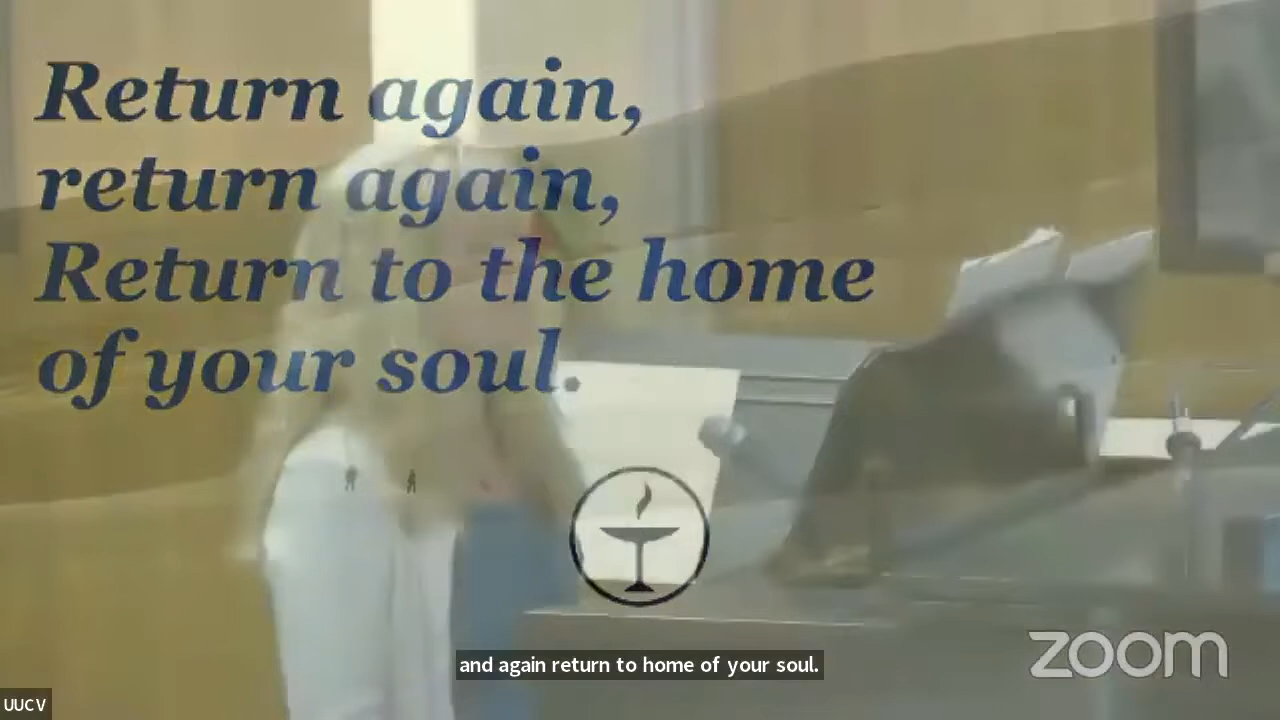 Return again,
return again,
Return to the home
of your soul.
and again return to home of your soul.
zoom
UUCV